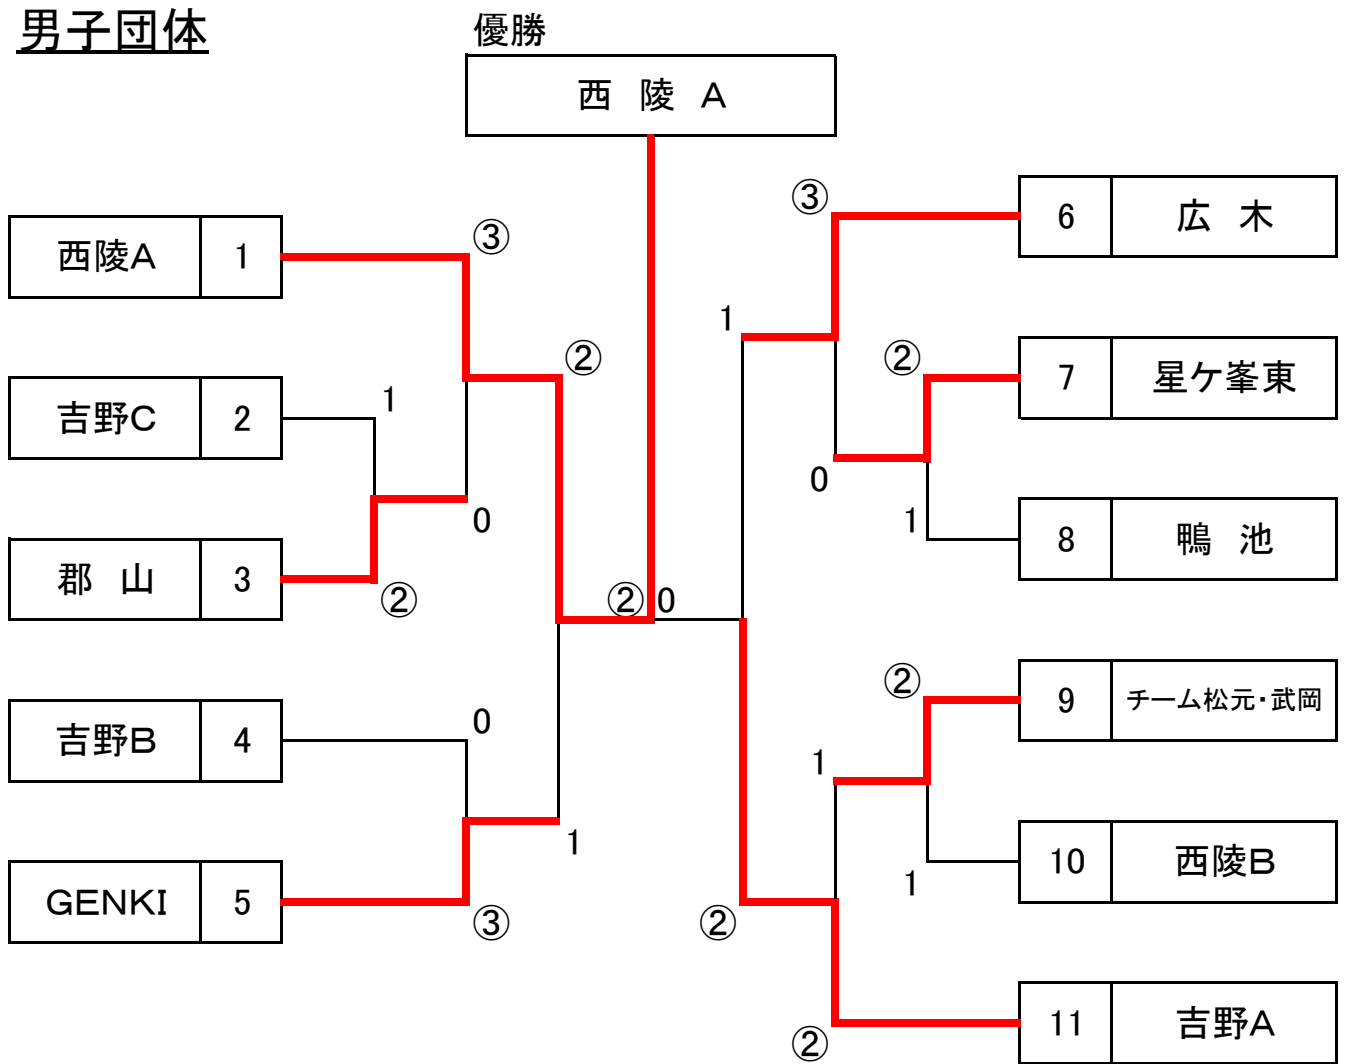 男子団体
優勝
西 陵 A
西陵A 1
吉野C 2
郡 山 3
吉野B 4
GENKI 5
③
②
1
0
②
0
1
③
② 0
③
1
②
0
1
②
1
1
②
②
6 広 木
7 星ケ峯東
8 鴨 池
9 チーム松元・武岡
10 西陵B
11 吉野A